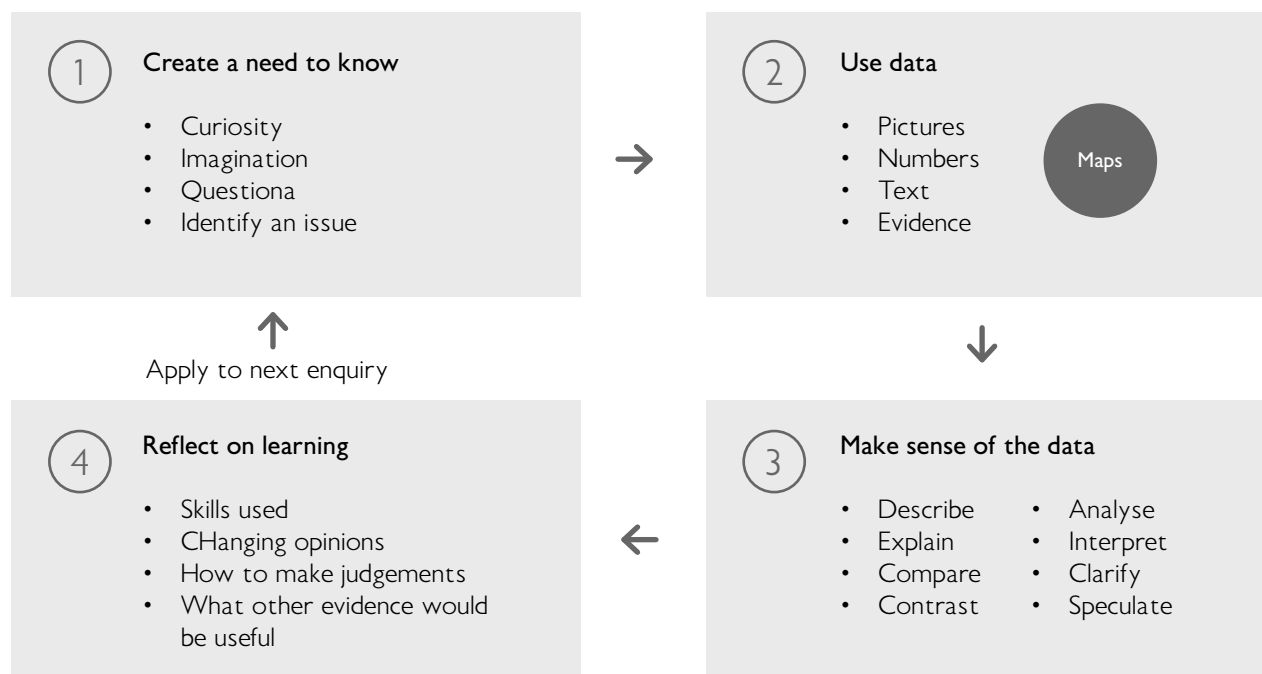 1
Create a need to know
• Curiosity
• Imagination
• Questiona
• Identify an issue
2
Use data
• Pictures
• Numbers
• Text
• Evidence
Maps
3
Make sense of the data
• Describe
• Explain
• Compare
• Contrast
• Analyse
• Interpret
• Clarify
• Speculate
4
Reflect on learning
• Skills used
• CHanging opinions
• How to make judgements
• What other evidence would
be useful
Apply to next enquiry